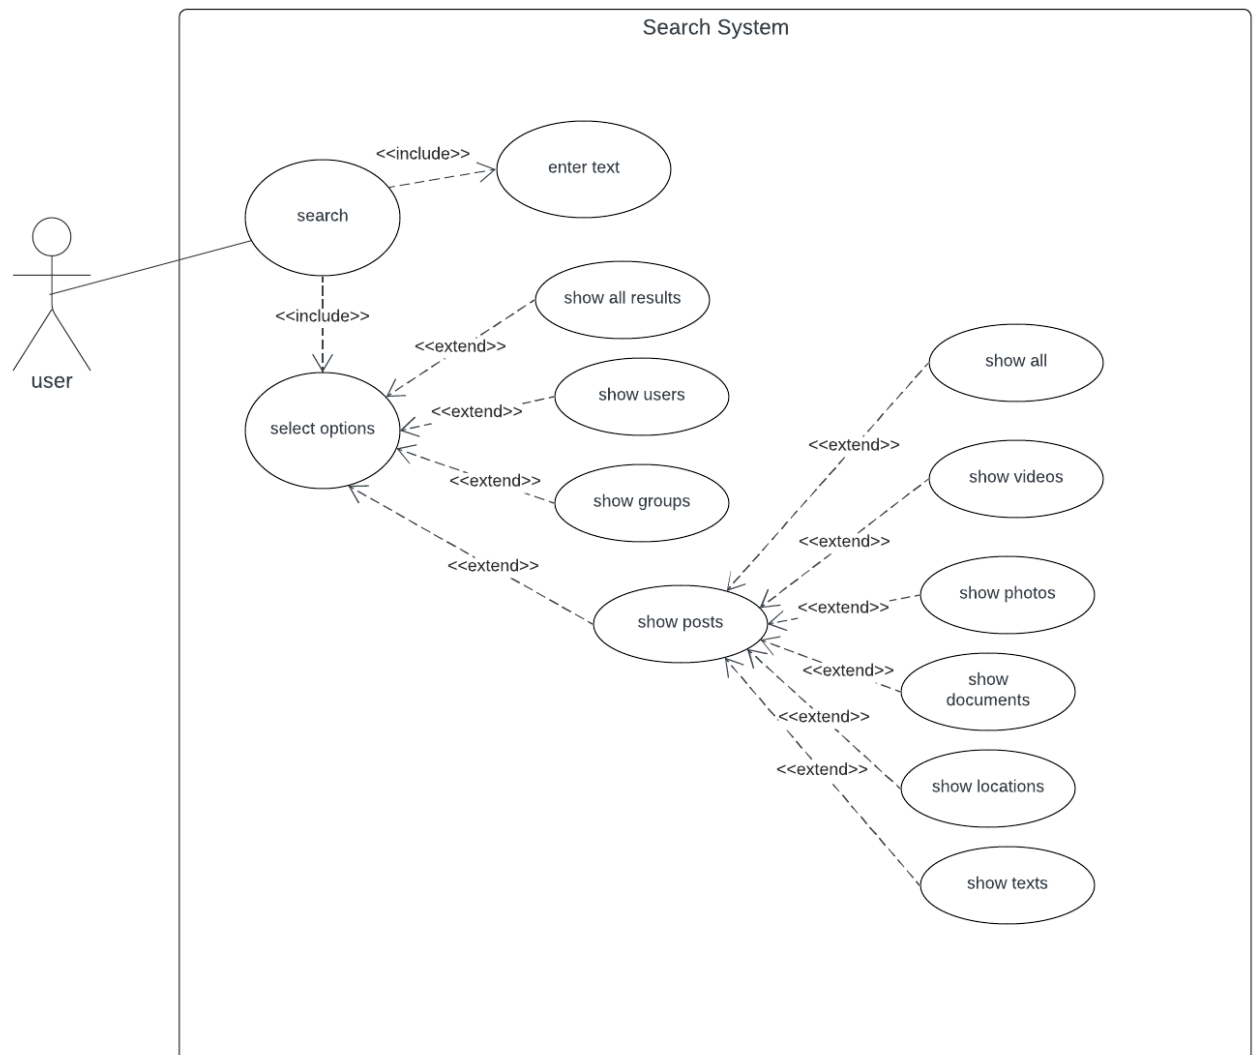 Search System
<<include>>
enter text
search
user
<<include>>
show all results
<<extend>>
show users
<<extend>>
select options
show groups
<<extend>>
<<extend>>
show posts
show all
<<extend>>
show videos
<<extend>>
show photos
<<extend>>
show
documents
<<extend>>
show locations
<<extend>>
show texts
<<extend>>